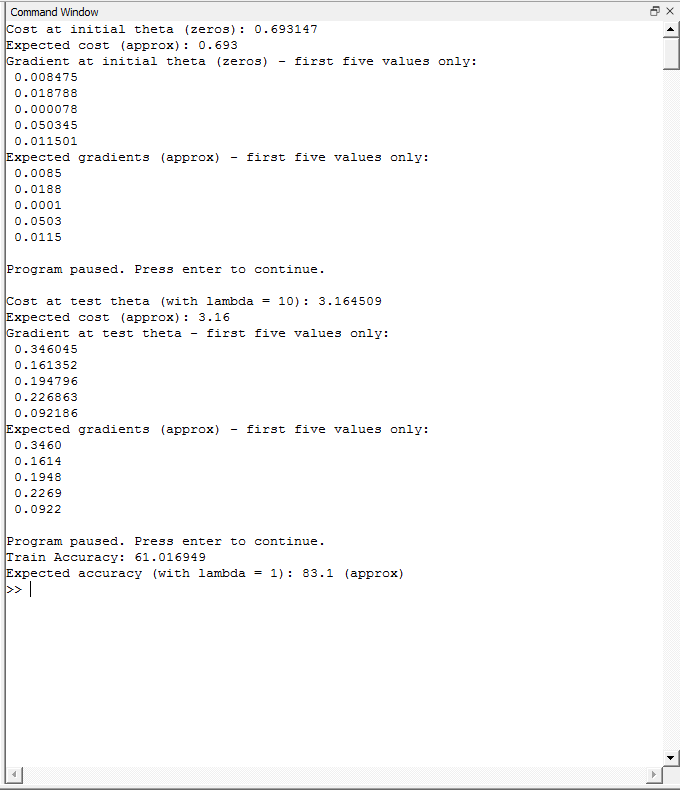 Command Window
Cost at initial theta (zeros): 0.693147
Expected cost (approx): 0.693
Gradient at initial theta (zeros) - first five values only:
0.008475
0.018788
0.000078
0.050345
0.011501
Expected gradients (approx) - first five values only:
0.0085
0.0188
0.0001
0.0503
0.0115
Program paused. Press enter to continue.
Cost at test theta (with lambda = 10): 3.164509
Expected cost (approx): 3.16
Gradient at test theta - first five values only:
0.346045
0.161352
0.194796
0.226863
0.092186
Expected gradients (approx) - first five values only:
0.3460
0.1614
0.1948
0.2269
0.0922
Program paused. Press enter to continue.
Train Accuracy: 61.016949
Expected accuracy (with lambda = 1): 83.1 (approx)
>>